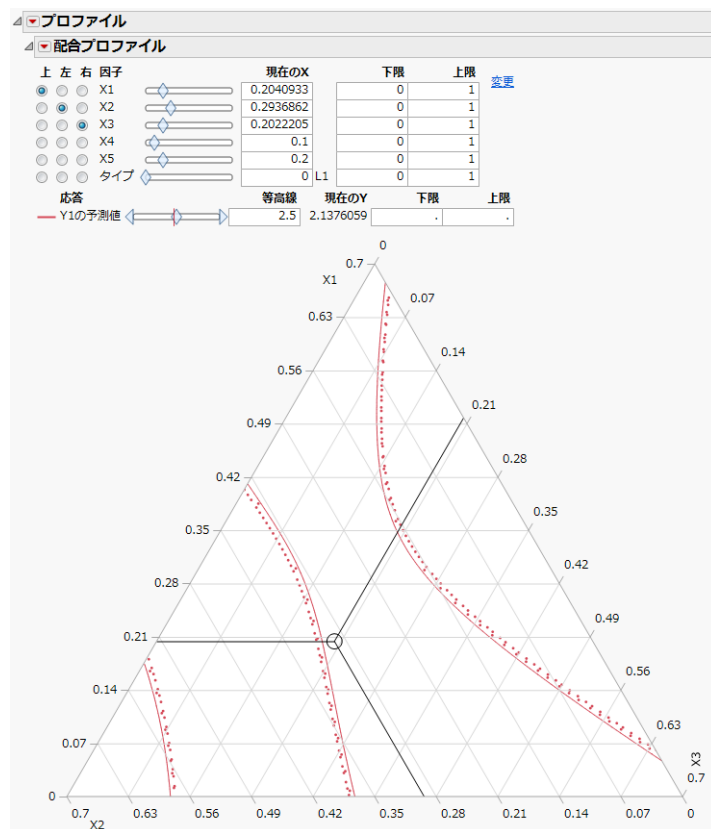 プロファイル
配合プロファイル
上 左 右 因子 現在のX 下限 上限
X1 0.2040933 0 1 変更
X2 0.2936862 0 1
X3 0.2022205 0 1
X4 0.1 0 1
X5 0.2 0 1
タイプ 0 L1 0 1
応答 等高線 現在のY 下限 上限
Y1の予測値 2.5 2.1376059 . .
0
0.7
X1
0.07
0.63
0.14
0.56
0.21
0.49
0.28
0.42
0.35
0.35
0.42
0.28
0.49
0.21
0.56
0.14
0.63
0.07
X3
0.7
0
0.7 0.63 0.56 0.49 0.42 0.35 0.28 0.21 0.14 0.07 0
X2